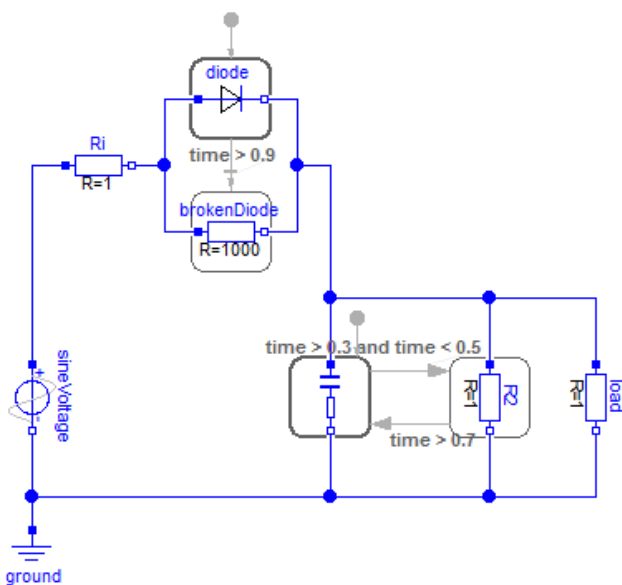 diode
Ri
R=1
time > 0.9
brokenDiode
R=1000
time > 0.3 and time < 0.5
sineVoltage
+
-
R=1
R2
R=1
load
time > 0.7
ground